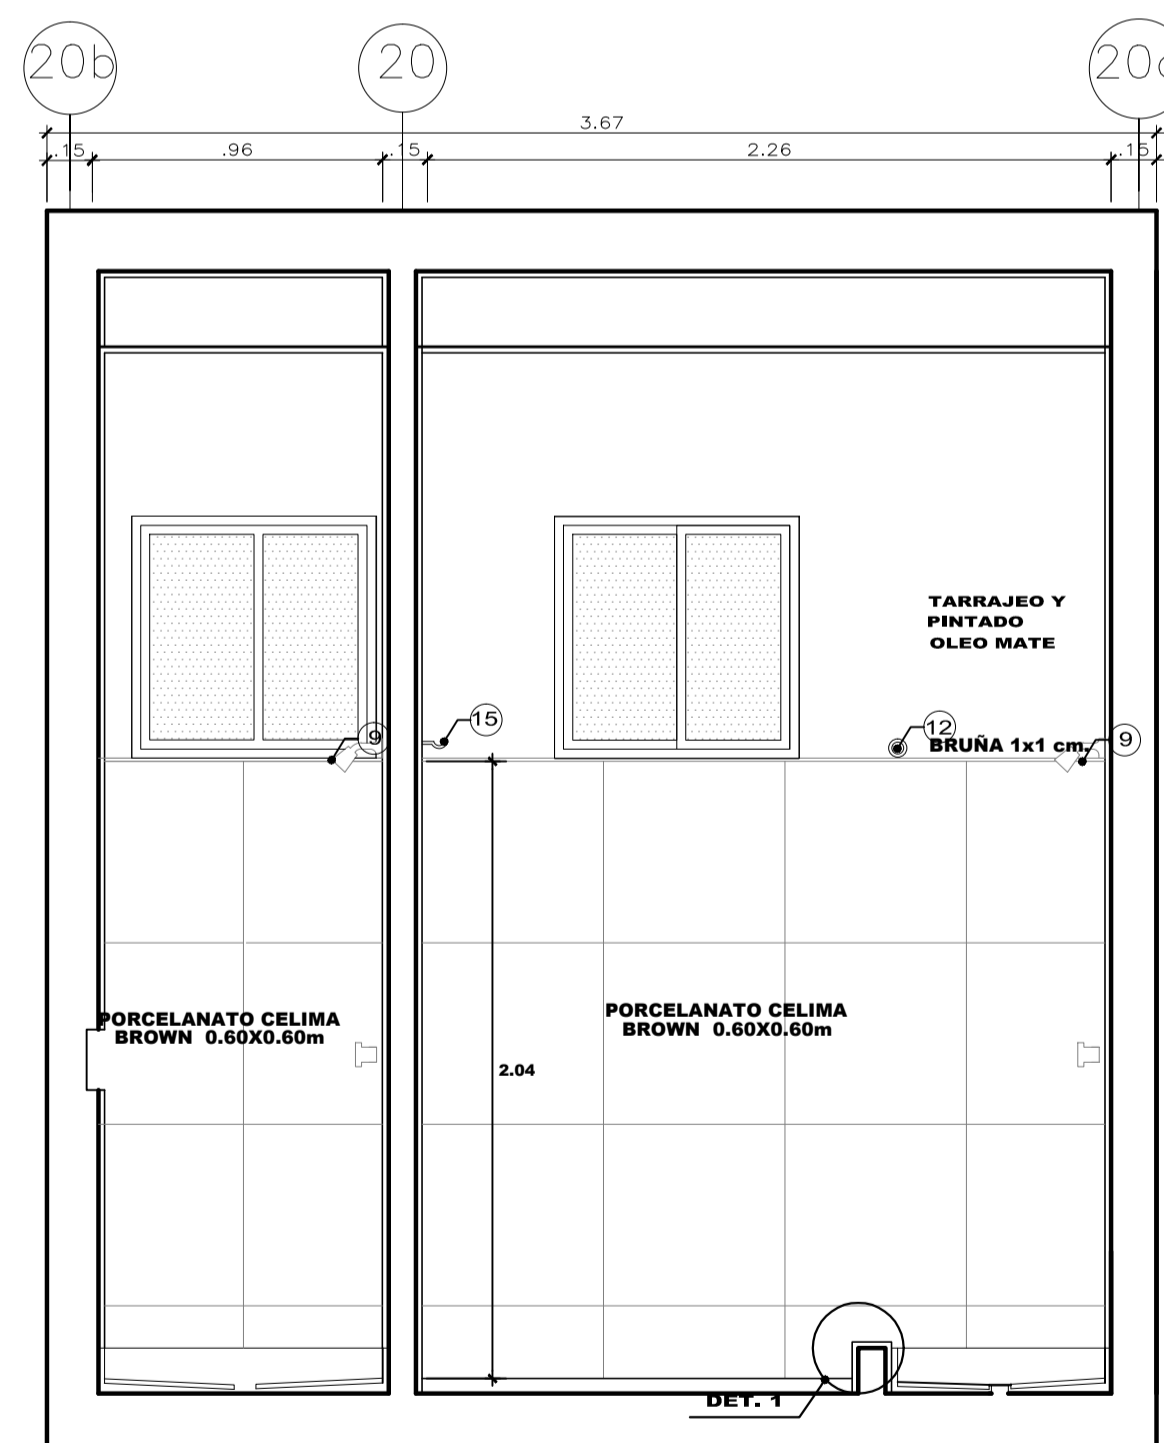 20b
20
20c
3.67
.15
.96
.15
2.26
.15
TARRAJEO Y
PINTADO
OLEO MATE
15
12
9
BRUÑA 1x1 cm.
9
PORCELANATO CELIMA
BROWN 0.60X0.60m
PORCELANATO CELIMA
BROWN 0.60X0.60m
2.04
DET. 1